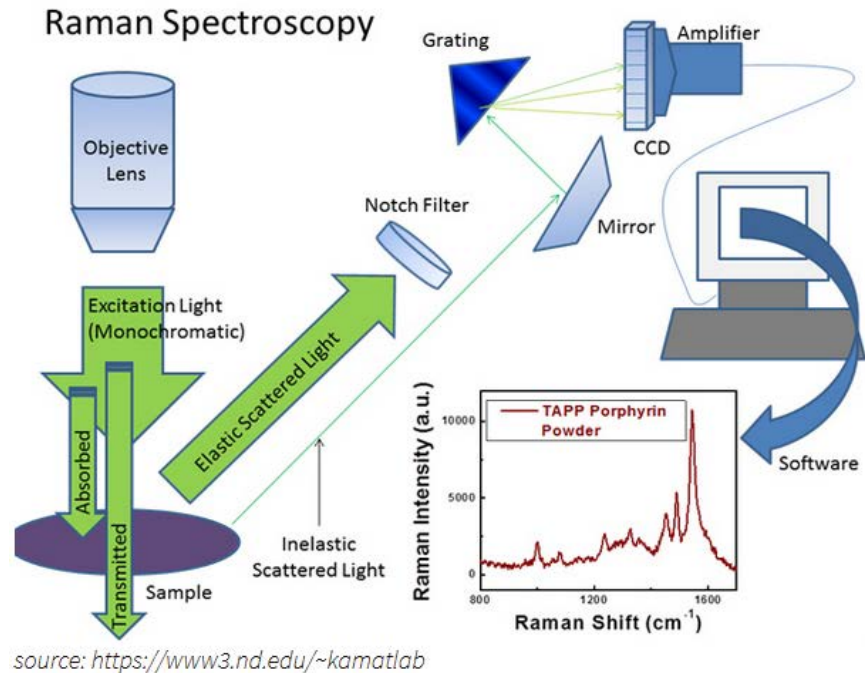 Raman Spectroscopy
Objective
Lens
Excitation Light
(Monochromatic)
Absorbed
Transmitted
Sample
Elastic Scattered Light
Inelastic
Scattered Light
Notch Filter
Grating
Mirror
CCD
Amplifier
Software
TAPP Porphyrin
Powder
Raman Intensity (a.u.)
10000
5000
0
800
1200
1600
Raman Shift (cm⁻¹)
source: https://www3.nd.edu/~kamatlab